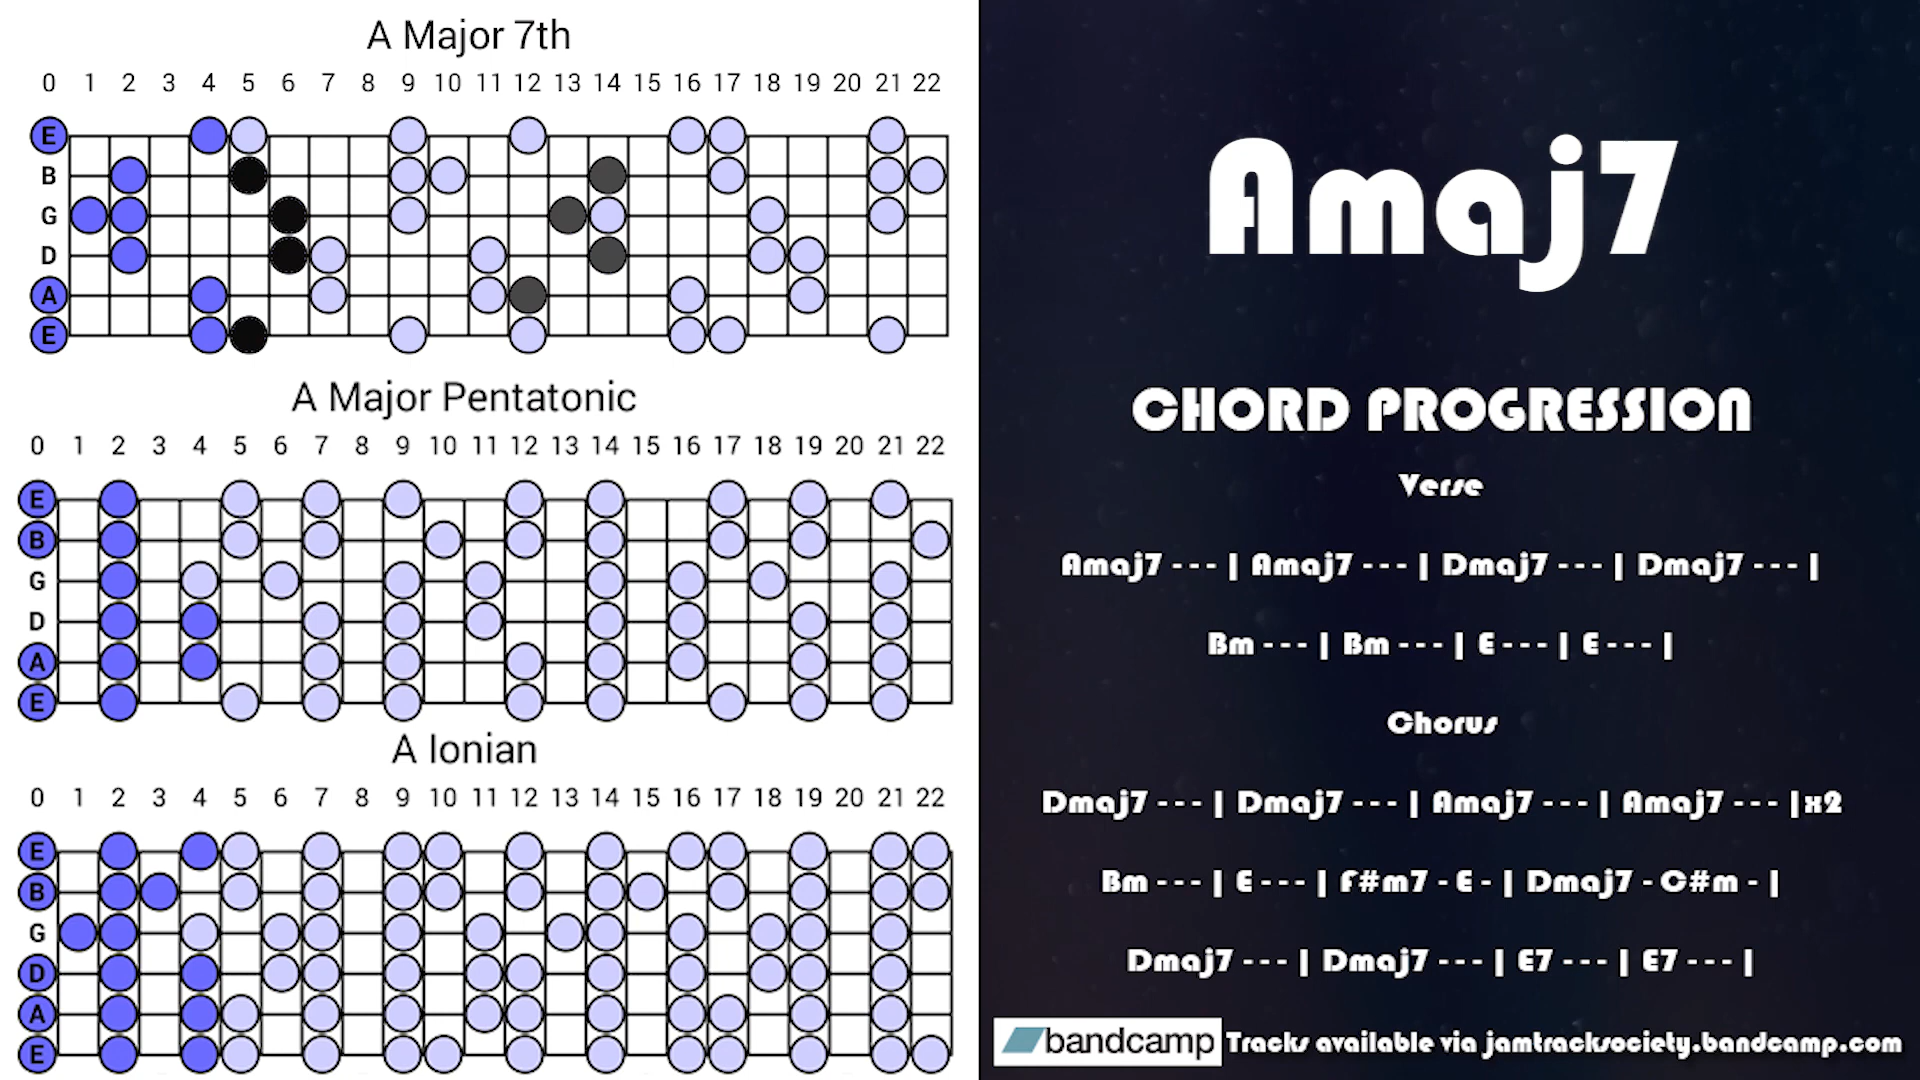 A Major 7th
0 1 2 3 4 5 6 7 8 9 10 11 12 13 14 15 16 17 18 19 20 21 22
E
B
G
D
A
E
A Major Pentatonic
0 1 2 3 4 5 6 7 8 9 10 11 12 13 14 15 16 17 18 19 20 21 22
E
B
G
D
A
E
A Ionian
0 1 2 3 4 5 6 7 8 9 10 11 12 13 14 15 16 17 18 19 20 21 22
E
B
G
D
A
E
Amaj7
CHORD PROGRESSION
Verse
Amaj7 - - - | Amaj7 - - - | Dmaj7 - - - | Dmaj7 - - - |
Bm - - - | Bm - - - | E - - - | E - - - |
Chorus
Dmaj7 - - - | Dmaj7 - - - | Amaj7 - - - | Amaj7 - - - |x2
Bm - - - | E - - - | F#m7 - E - | Dmaj7 - C#m - |
Dmaj7 - - - | Dmaj7 - - - | E7 - - - | E7 - - - |
bandcamp Tracks available via jamtracksociety.bandcamp.com